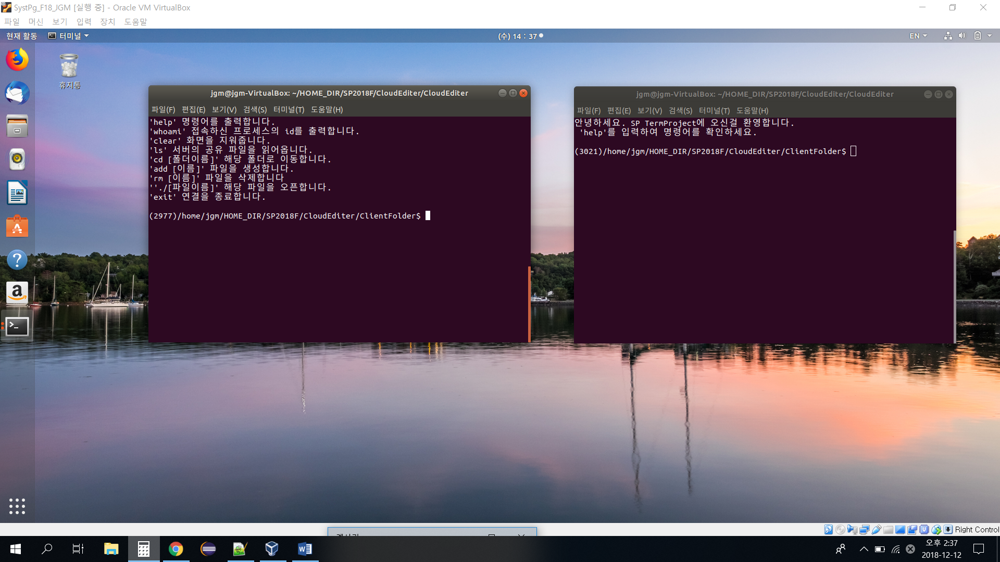 SystPg_F18_JGM [실행 중] - Oracle VM VirtualBox
파일 머신 보기 입력 장치 도움말
현재 활동 터미널 (수) 14 : 37 EN
휴지통
jgm@jgm-VirtualBox: ~/HOME_DIR/SP2018F/CloudEditer/CloudEditer
파일(F) 편집(E) 보기(V) 검색(S) 터미널(T) 도움말(H)
'help' 명령어를 출력합니다.
'whoami' 접속하신 프로세스의 id를 출력합니다.
'clear' 화면을 지워줍니다.
'ls' 서버의 공유 파일을 읽어옵니다.
'cd [폴더이름]' 해당 폴더로 이동합니다.
'add [이름]' 파일을 생성합니다.
'rm [이름]' 파일을 삭제합니다
''./[파일이름]' 해당 파일을 오픈합니다.
'exit' 연결을 종료합니다.
(2977)/home/jgm/HOME_DIR/SP2018F/CloudEditer/ClientFolder$
jgm@jgm-VirtualBox: ~/HOME_DIR/SP2018F/CloudEditer/CloudEditer
파일(F) 편집(E) 보기(V) 검색(S) 터미널(T) 도움말(H)
안녕하세요. SP TermProject에 오신걸 환영합니다.
'help'를 입력하여 명령어를 확인하세요.
(3021)/home/jgm/HOME_DIR/SP2018F/CloudEditer/ClientFolder$
Right Control
오후 2:37
2018-12-12